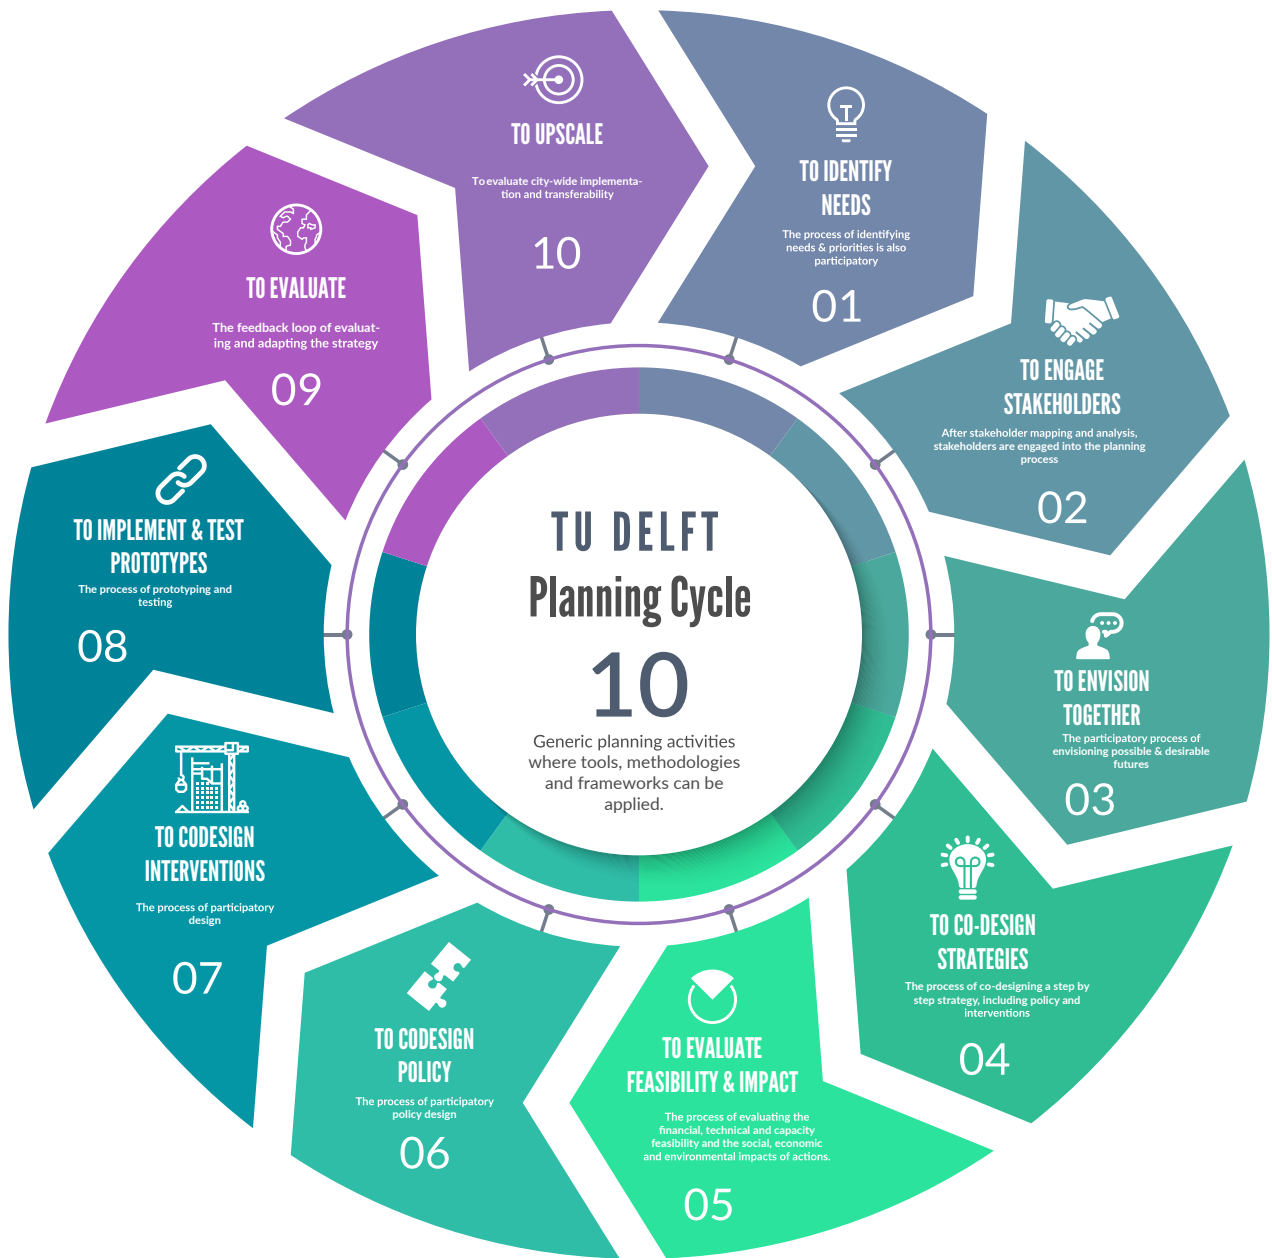 TU DELFT
Planning Cycle
10
Generic planning activities
where tools, methodologies
and frameworks can be
applied.
TO IDENTIFY
NEEDS
The process of identifying
needs & priorities is also
participatory
01
TO ENGAGE
STAKEHOLDERS
After stakeholder mapping and analysis,
stakeholders are engaged into the planning
process
02
TO ENVISION
TOGETHER
The participatory process of
envisioning possible & desirable
futures
03
TO CO-DESIGN
STRATEGIES
The process of co-designing a step by
step strategy, including policy and
interventions
04
TO EVALUATE
FEASIBILITY & IMPACT
The process of evaluating the
financial, technical and capacity
feasibility and the social, economic
and environmental impacts of actions.
05
TO CODESIGN
POLICY
The process of participatory
policy design
06
TO CODESIGN
INTERVENTIONS
The process of participatory
design
07
TO IMPLEMENT & TEST
PROTOTYPES
The process of prototyping and
testing
08
TO EVALUATE
The feedback loop of evaluat-
ing and adapting the strategy
09
TO UPSCALE
To evaluate city-wide implementa-
tion and transferability
10